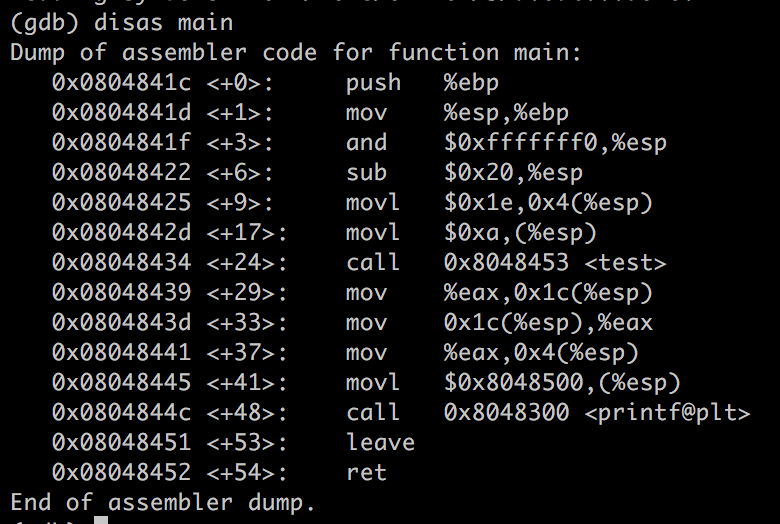 (gdb) disas main
Dump of assembler code for function main:
   0x0804841c <+0>:     push   %ebp
   0x0804841d <+1>:     mov    %esp,%ebp
   0x0804841f <+3>:     and    $0xfffffff0,%esp
   0x08048422 <+6>:     sub    $0x20,%esp
   0x08048425 <+9>:     movl   $0x1e,0x4(%esp)
   0x0804842d <+17>:    movl   $0xa,(%esp)
   0x08048434 <+24>:    call   0x8048453 <test>
   0x08048439 <+29>:    mov    %eax,0x1c(%esp)
   0x0804843d <+33>:    mov    0x1c(%esp),%eax
   0x08048441 <+37>:    mov    %eax,0x4(%esp)
   0x08048445 <+41>:    movl   $0x8048500,(%esp)
   0x0804844c <+48>:    call   0x8048300 <printf@plt>
   0x08048451 <+53>:    leave
   0x08048452 <+54>:    ret
End of assembler dump.